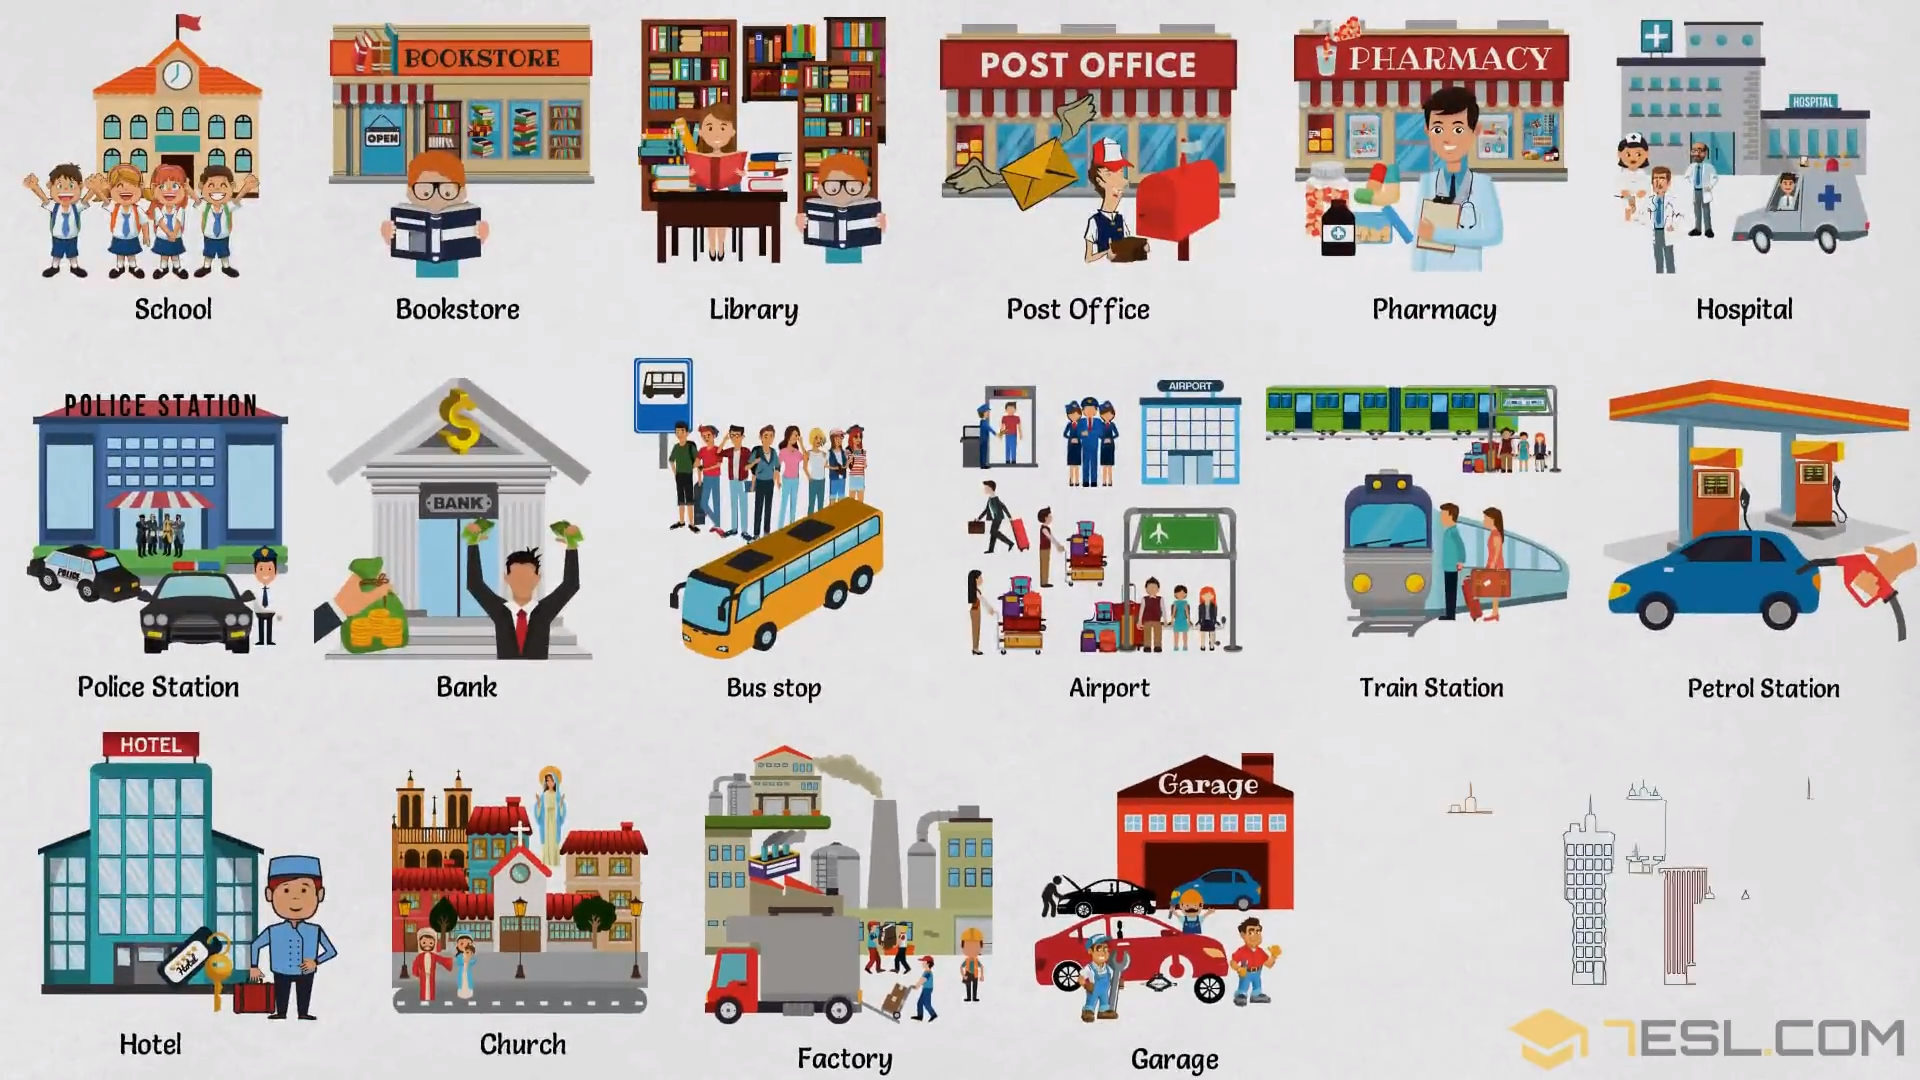 BOOKSTORE
OPEN
POST OFFICE
PHARMACY
HOSPITAL
School
Bookstore
Library
Post Office
Pharmacy
Hospital
POLICE STATION
POLICE
BANK
AIRPORT
Police Station
Bank
Bus stop
Airport
Train Station
Petrol Station
HOTEL
Hotel
Garage
Hotel
Church
Factory
Garage
7ESL.COM